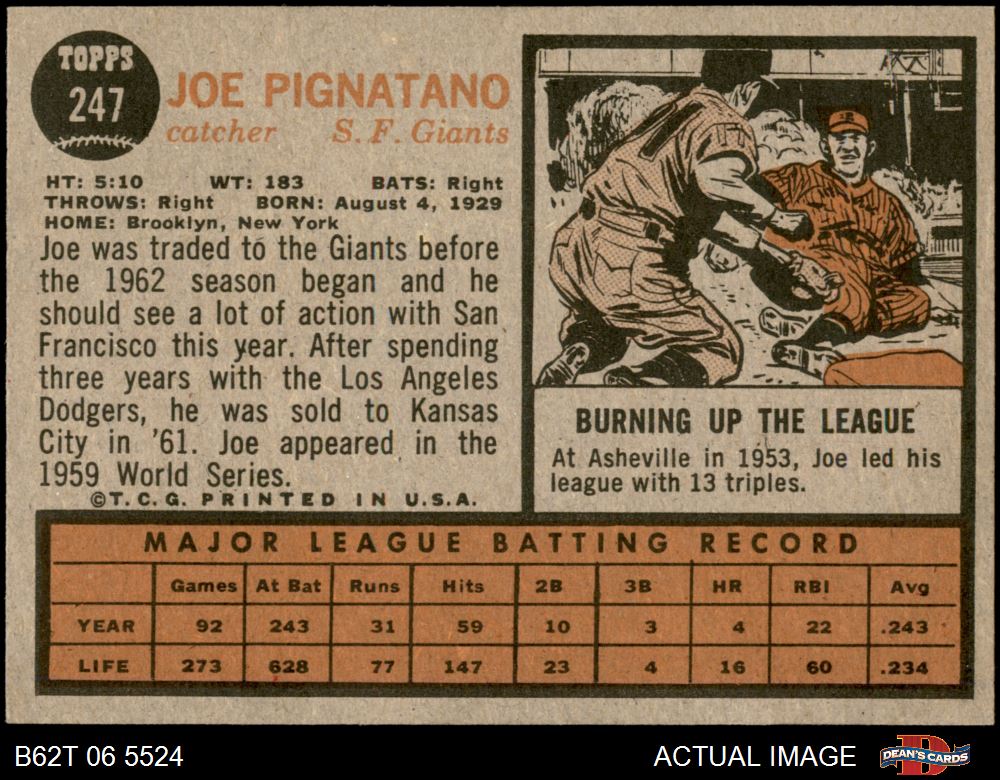 TOPPS
247
JOE PIGNATANO
catcher S. F. Giants
HT: 5:10 WT: 183 BATS: Right
THROWS: Right BORN: August 4, 1929
HOME: Brooklyn, New York
Joe was traded to the Giants before
the 1962 season began and he
should see a lot of action with San
Francisco this year. After spending
three years with the Los Angeles
Dodgers, he was sold to Kansas
City in '61. Joe appeared in the
1959 World Series.
©T.C.G. PRINTED IN U.S.A.
BURNING UP THE LEAGUE
At Asheville in 1953, Joe led his
league with 13 triples.
MAJOR LEAGUE BATTING RECORD
Games At Bat Runs Hits 2B 3B HR RBI Avg
YEAR 92 243 31 59 10 3 4 22 .243
LIFE 273 628 77 147 23 4 16 60 .234
B62T 06 5524 ACTUAL IMAGE DEAN'S CARDS